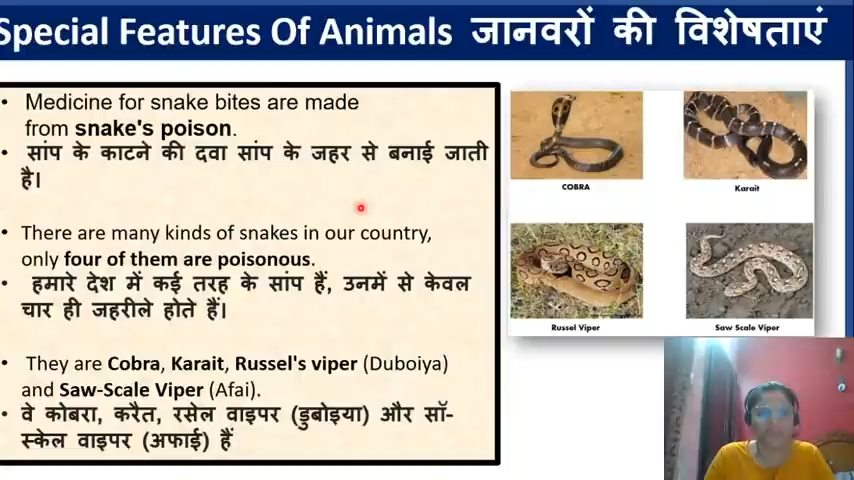 Special Features Of Animals जानवरों की विशेषताएं
• Medicine for snake bites are made
from snake's poison.
• सांप के काटने की दवा सांप के जहर से बनाई जाती
है।
• There are many kinds of snakes in our country,
only four of them are poisonous.
• हमारे देश में कई तरह के सांप हैं, उनमें से केवल
चार ही जहरीले होते हैं।
• They are Cobra, Karait, Russel's viper (Duboiya)
and Saw-Scale Viper (Afai).
• वे कोबरा, करैत, रसेल वाइपर (डुबोइया) और सॉ-
स्केल वाइपर (अफाई) हैं
COBRA
Karait
Russel Viper
Saw Scale Viper